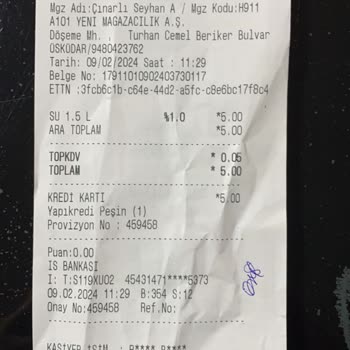 Mgz Adı:Çınarlı Seyhan A / Mgz Kodu:H911
A101 YENİ MAGAZACILIK A.Ş.
Döşeme Mh. . Turhan Cemel Beriker Bulvar
ÜSKÜDAR/9480423762
Tarih: 09/02/2024 Saat : 11:29
Belge No: 17911010902403730117
ETTN :3fcb6c1b-c64e-44d2-a5fc-c8e6bc17f8c4
SU 1.5 L %1.0 *5.00
ARA TOPLAM *5.00
TOPKDV * 0.05
TOPLAM * 5.00
KREDİ KARTI *5.00
Yapıkredi Peşin (1)
Provizyon No : 459458
Puan:0.00
İS BANKASI
İ: T:S119XU02 45431471****5973
09.02.2024 11:29 B:354 S:12
Onay No:459458 Ref.No:
KASİYER İSİM : B**** B****